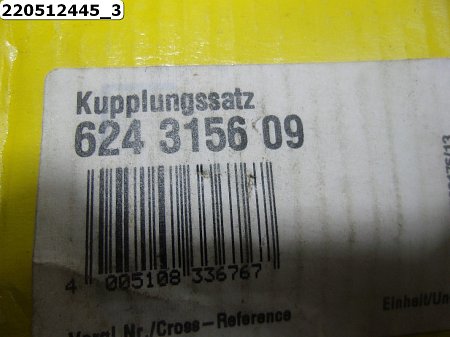 220512445_3
Kupplungssatz
624 3156 09
4 005108 336767
Vergl.Nr./Cross-Reference
Einheit/Un